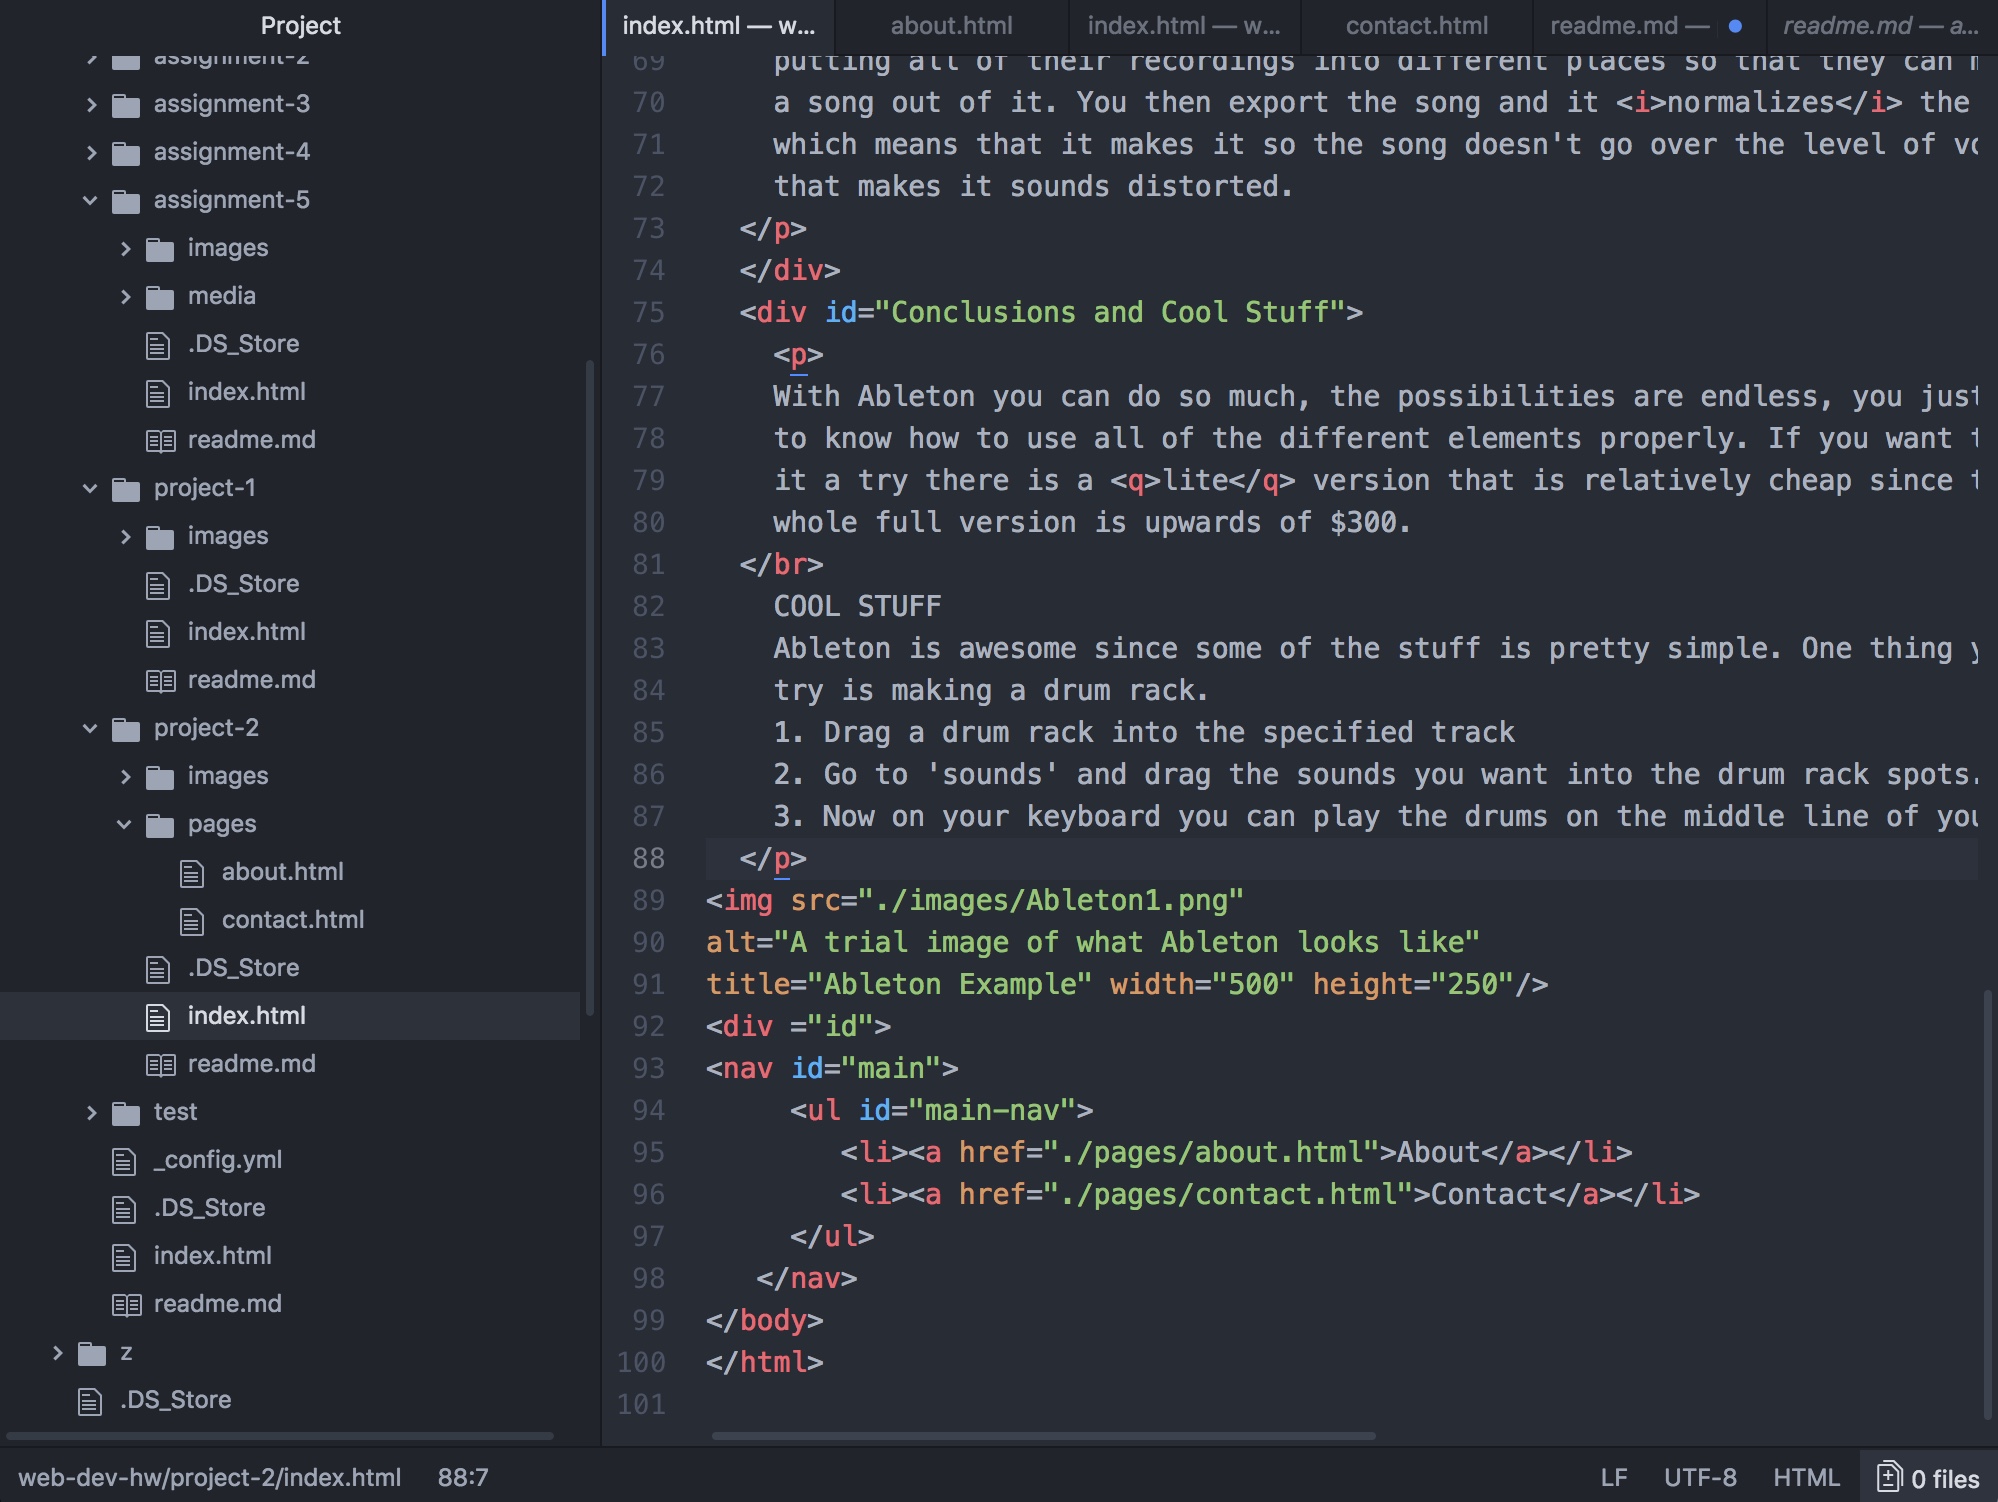 Project
assignment-2
assignment-3
assignment-4
assignment-5
images
media
.DS_Store
index.html
readme.md
project-1
images
.DS_Store
index.html
readme.md
project-2
images
pages
about.html
contact.html
.DS_Store
index.html
readme.md
test
_config.yml
.DS_Store
index.html
readme.md
z
.DS_Store
index.html — w...
about.html
index.html — w...
contact.html
readme.md —
readme.md — a...
69 putting all of their recordings into different places so that they can
70 a song out of it. You then export the song and it <i>normalizes</i> the
71 which means that it makes it so the song doesn't go over the level of
72 that makes it sounds distorted.
73 </p>
74 </div>
75 <div id="Conclusions and Cool Stuff">
76 <p>
77 With Ableton you can do so much, the possibilities are endless, you just
78 to know how to use all of the different elements properly. If you want
79 it a try there is a <q>lite</q> version that is relatively cheap since
80 whole full version is upwards of $300.
81 </br>
82 COOL STUFF
83 Ableton is awesome since some of the stuff is pretty simple. One thing
84 try is making a drum rack.
85 1. Drag a drum rack into the specified track
86 2. Go to 'sounds' and drag the sounds you want into the drum rack spots.
87 3. Now on your keyboard you can play the drums on the middle line of
88 </p>
89 <img src="./images/Ableton1.png"
90 alt="A trial image of what Ableton looks like"
91 title="Ableton Example" width="500" height="250"/>
92 <div ="id">
93 <nav id="main">
94 <ul id="main-nav">
95 <li><a href="./pages/about.html">About</a></li>
96 <li><a href="./pages/contact.html">Contact</a></li>
97 </ul>
98 </nav>
99 </body>
100 </html>
101
web-dev-hw/project-2/index.html 88:7
LF UTF-8 HTML 0 files